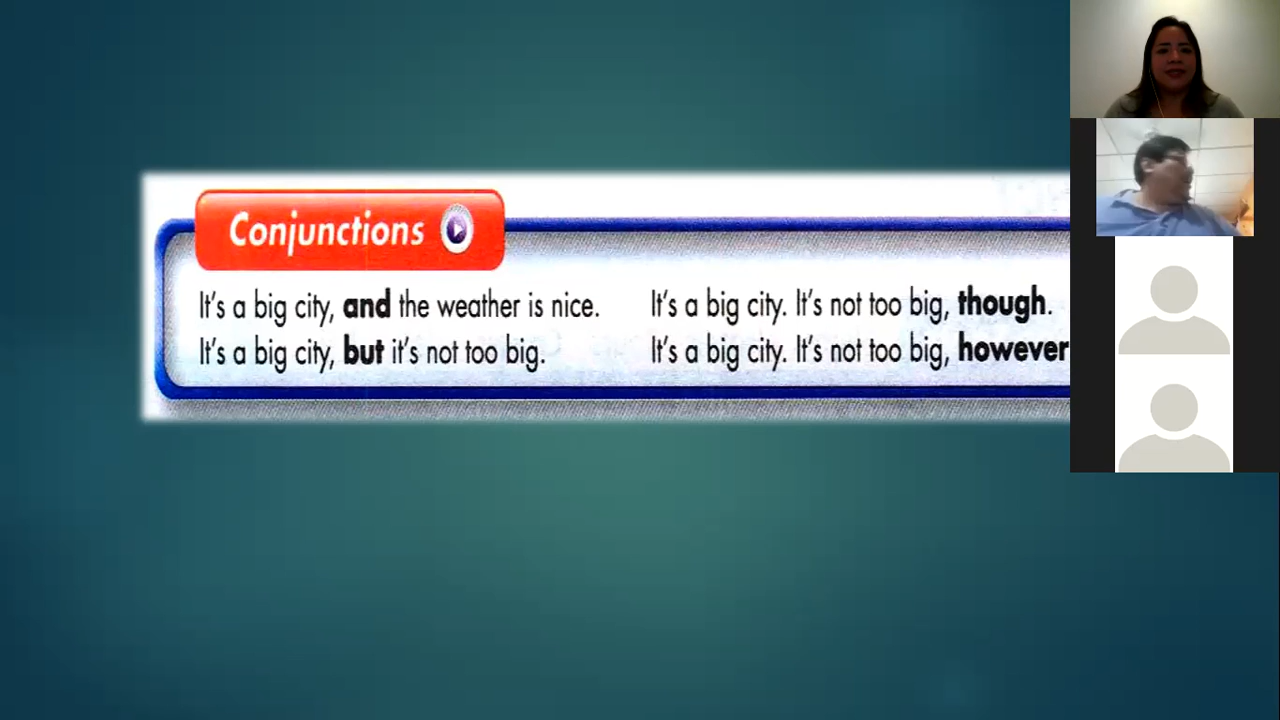 Conjunctions
It's a big city, and the weather is nice.
It's a big city, but it's not too big.
It's a big city. It's not too big, though.
It's a big city. It's not too big, however